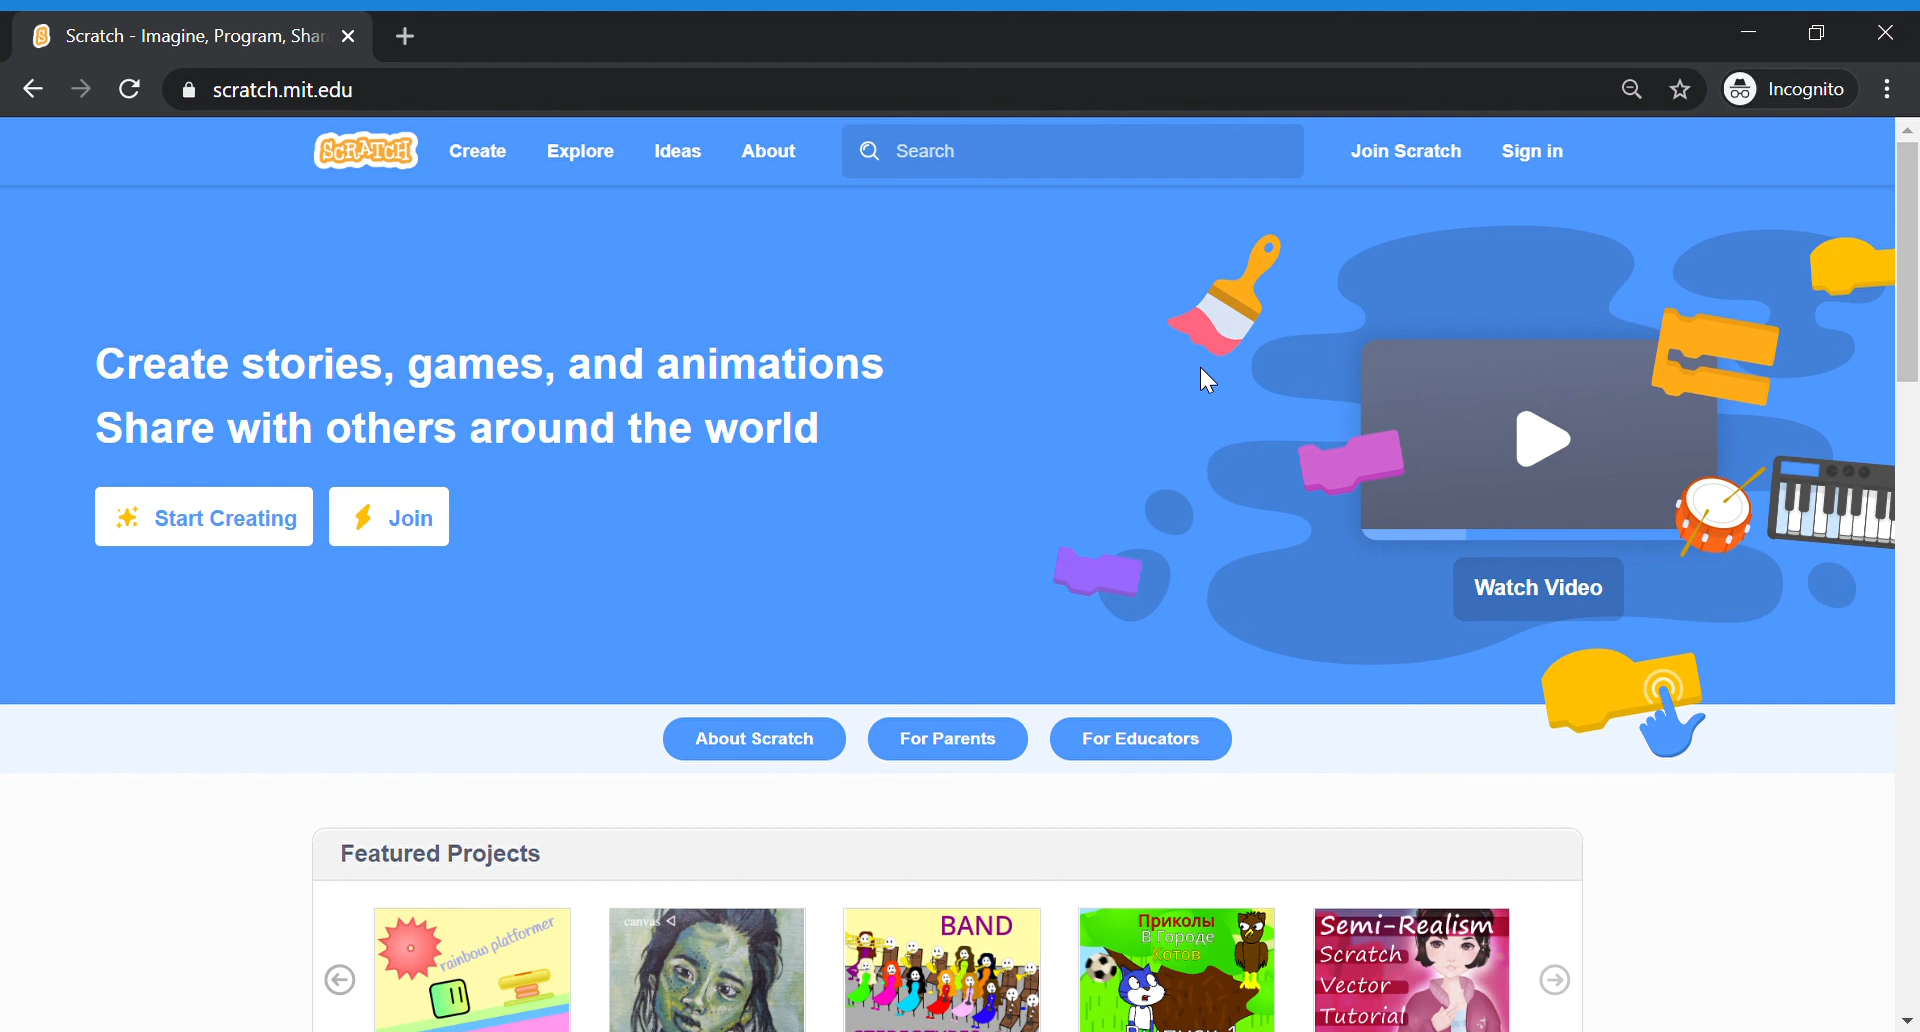 Scratch - Imagine, Program, Shar
scratch.mit.edu
Incognito
SCRATCH
Create
Explore
Ideas
About
Search
Join Scratch
Sign in
Create stories, games, and animations
Share with others around the world
Start Creating
Join
Watch Video
About Scratch
For Parents
For Educators
Featured Projects
rainbow platformer
canvas
BAND
Приколы
В Городе
Котов
Semi-Realism
Scratch
Vector
Tutorial